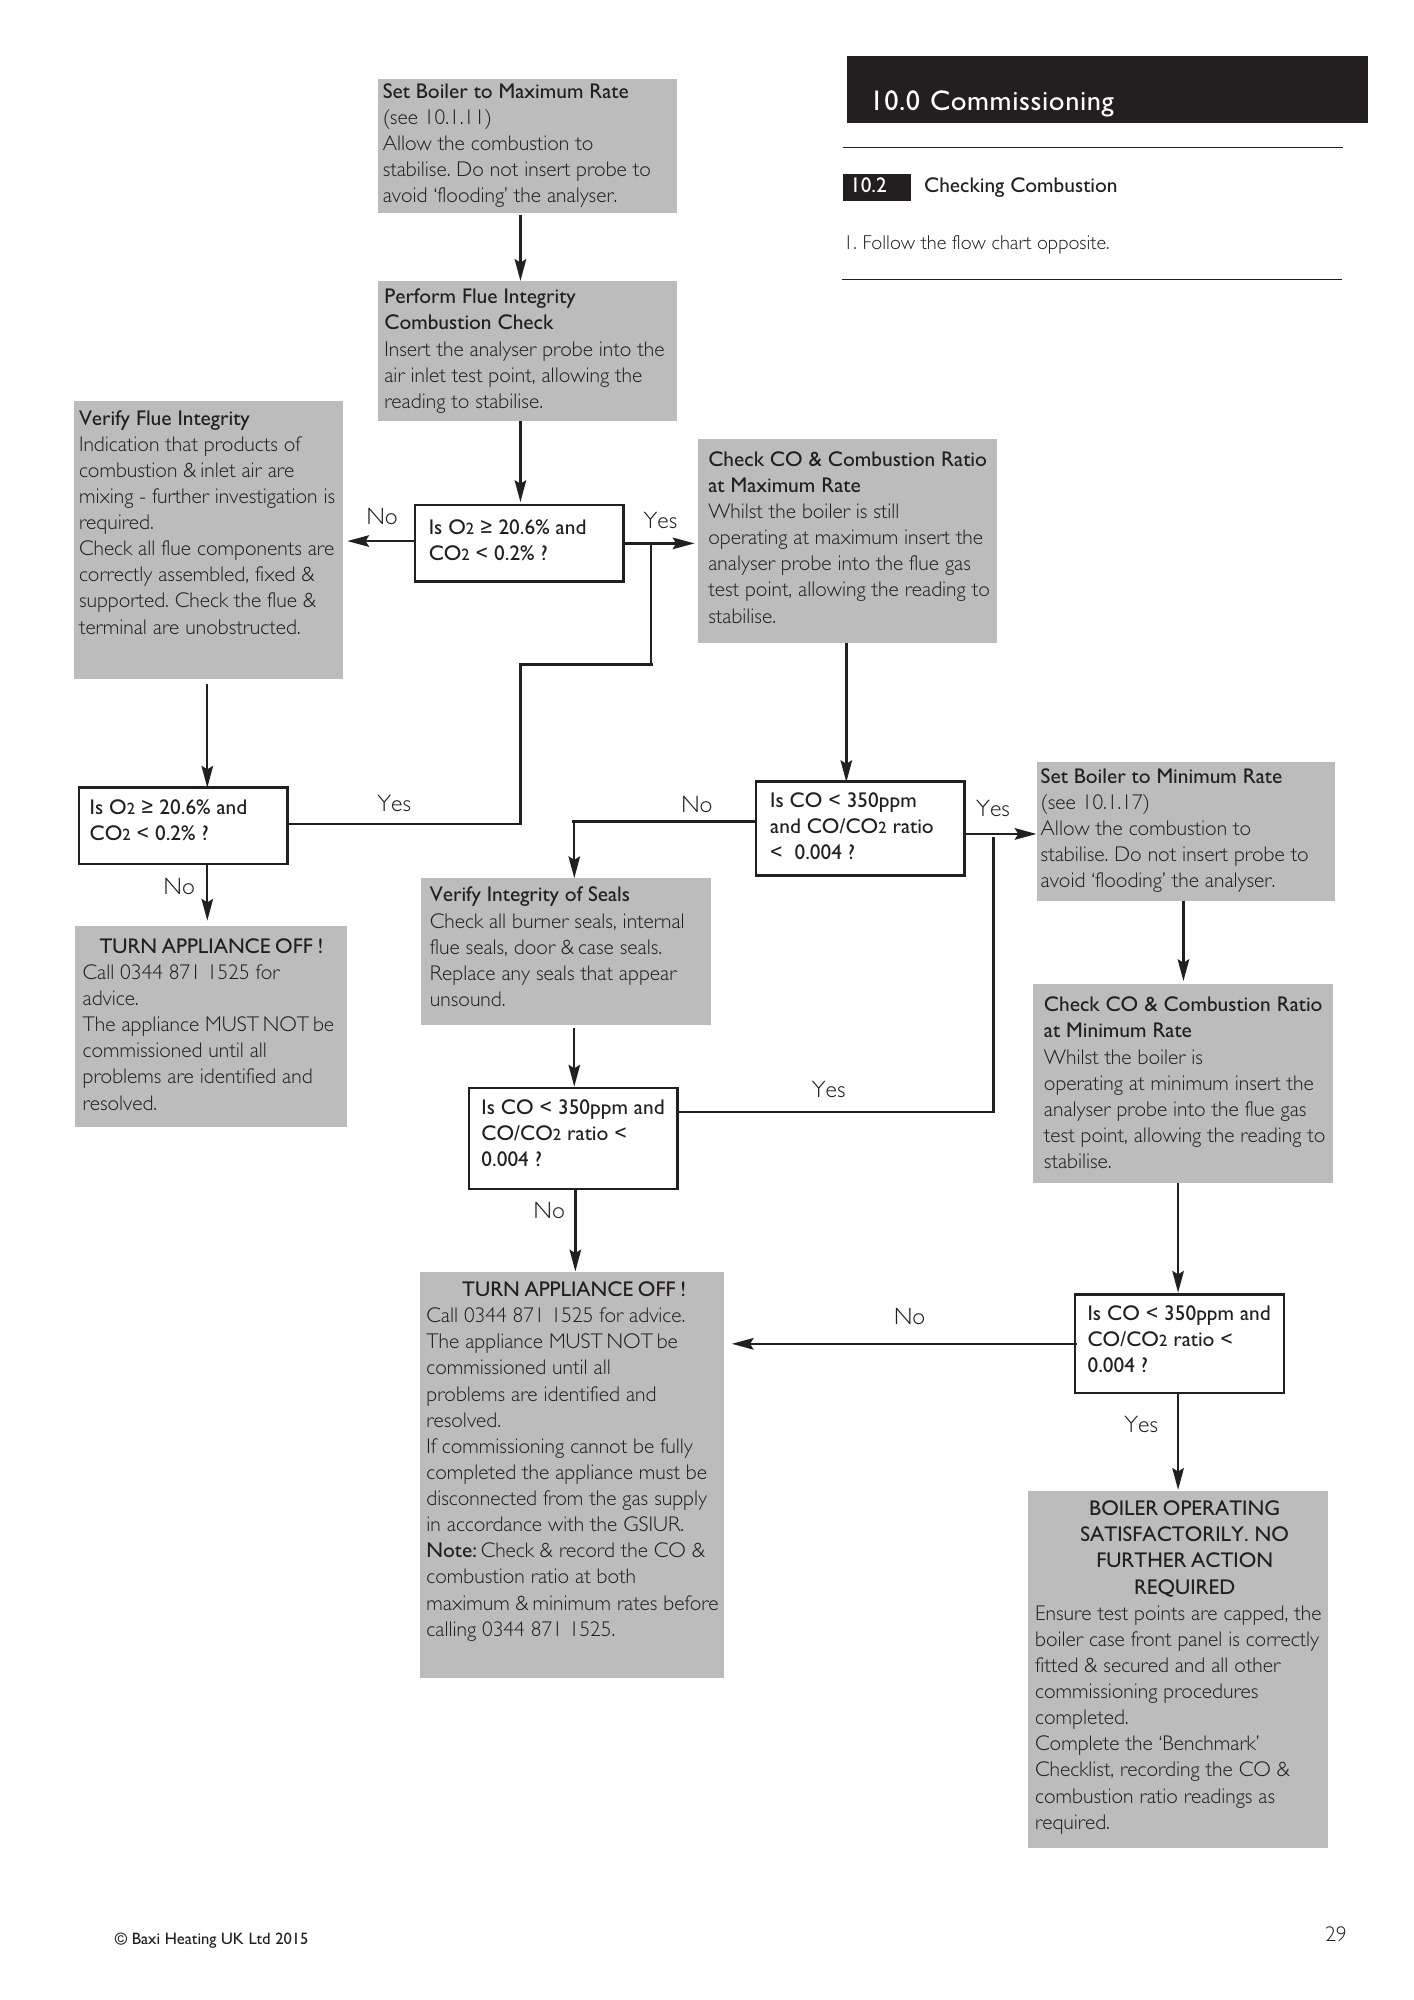 10.0 Commissioning
10.2 Checking Combustion
1. Follow the flow chart opposite.
Set Boiler to Maximum Rate
(see 10.1.11)
Allow the combustion to
stabilise. Do not insert probe to
avoid ‘flooding’ the analyser.
Perform Flue Integrity
Combustion Check
Insert the analyser probe into the
air inlet test point, allowing the
reading to stabilise.
Is O2 ≥ 20.6% and
CO2 < 0.2% ?
No
Yes
Verify Flue Integrity
Indication that products of
combustion & inlet air are
mixing - further investigation is
required.
Check all flue components are
correctly assembled, fixed &
supported. Check the flue &
terminal are unobstructed.
Is O2 ≥ 20.6% and
CO2 < 0.2% ?
Yes
No
TURN APPLIANCE OFF !
Call 0344 871 1525 for
advice.
The appliance MUST NOT be
commissioned until all
problems are identified and
resolved.
Check CO & Combustion Ratio
at Maximum Rate
Whilst the boiler is still
operating at maximum insert the
analyser probe into the flue gas
test point, allowing the reading to
stabilise.
Is CO < 350ppm
and CO/CO2 ratio
< 0.004 ?
No
Yes
Verify Integrity of Seals
Check all burner seals, internal
flue seals, door & case seals.
Replace any seals that appear
unsound.
Is CO < 350ppm and
CO/CO2 ratio <
0.004 ?
Yes
No
TURN APPLIANCE OFF !
Call 0344 871 1525 for advice.
The appliance MUST NOT be
commissioned until all
problems are identified and
resolved.
If commissioning cannot be fully
completed the appliance must be
disconnected from the gas supply
in accordance with the GSIUR.
Note: Check & record the CO &
combustion ratio at both
maximum & minimum rates before
calling 0344 871 1525.
Set Boiler to Minimum Rate
(see 10.1.17)
Allow the combustion to
stabilise. Do not insert probe to
avoid ‘flooding’ the analyser.
Check CO & Combustion Ratio
at Minimum Rate
Whilst the boiler is
operating at minimum insert the
analyser probe into the flue gas
test point, allowing the reading to
stabilise.
Is CO < 350ppm and
CO/CO2 ratio <
0.004 ?
No
Yes
BOILER OPERATING
SATISFACTORILY. NO
FURTHER ACTION
REQUIRED
Ensure test points are capped, the
boiler case front panel is correctly
fitted & secured and all other
commissioning procedures
completed.
Complete the ‘Benchmark’
Checklist, recording the CO &
combustion ratio readings as
required.
© Baxi Heating UK Ltd 2015
29